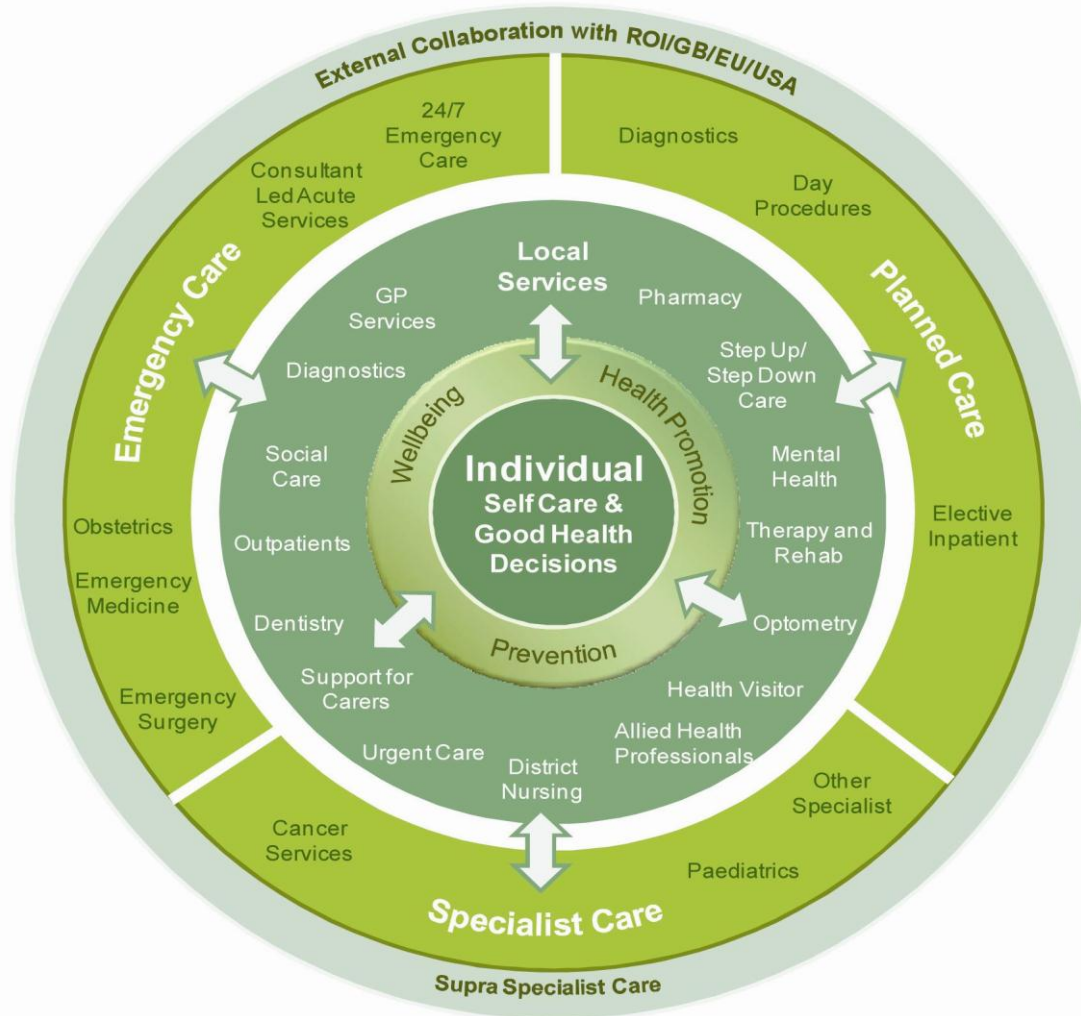 External Collaboration with ROI/GB/EU/USA
24/7
Emergency
Care
Consultant
Led Acute
Services
Emergency Care
Obstetrics
Emergency
Medicine
Emergency
Surgery
Diagnostics
Day
Procedures
Planned Care
Elective
Inpatient
Other
Specialist
Paediatrics
Cancer
Services
Specialist Care
Supra Specialist Care
Local
Services
Pharmacy
Step Up/
Step Down
Care
Mental
Health
Therapy and
Rehab
Optometry
Health Visitor
Allied Health
Professionals
District
Nursing
Urgent Care
Support for
Carers
Dentistry
Outpatients
Social
Care
Diagnostics
GP
Services
Wellbeing
Health Promotion
Prevention
Individual
Self Care &
Good Health
Decisions